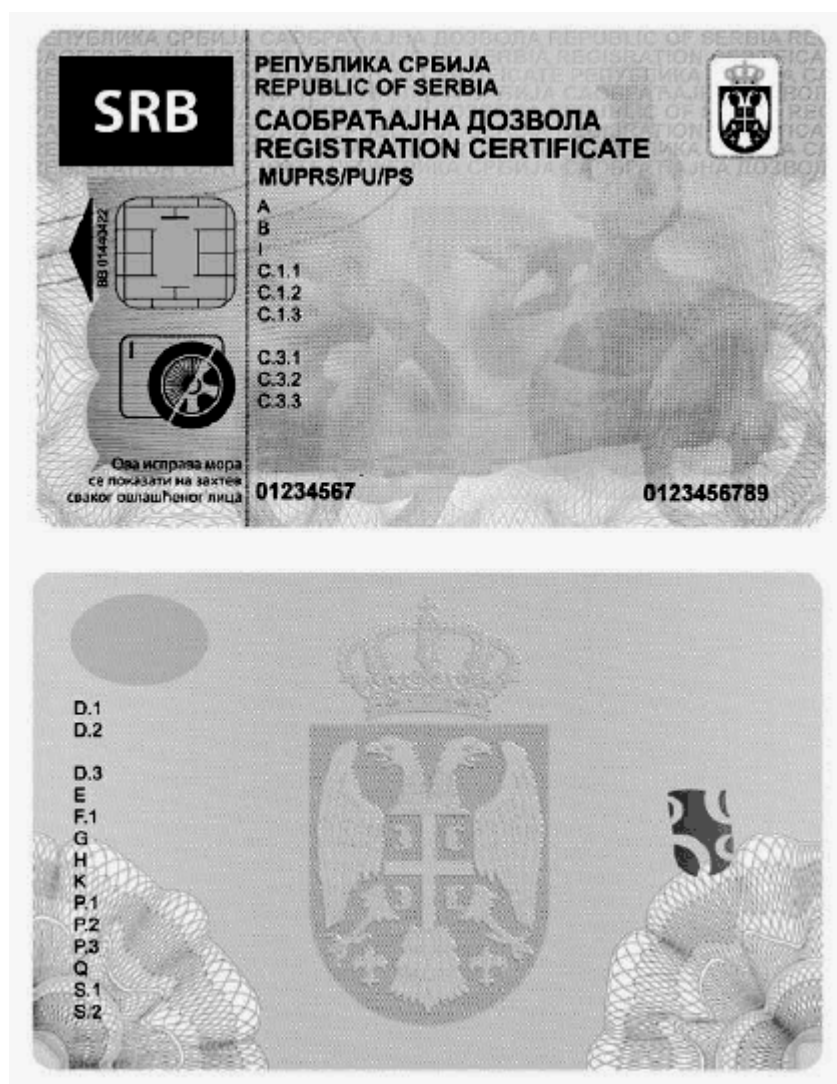 SRB
РЕПУБЛИКА СРБИЈА
REPUBLIC OF SERBIA
САОБРАЋАЈНА ДОЗВОЛА
REGISTRATION CERTIFICATE
MUPRS/PU/PS
BB 01440422
A
B
I
C.1.1
C.1.2
C.1.3
C.3.1
C.3.2
C.3.3
Ова исправа мора
се показати на захтев
сваког овлашћеног лица
01234567
0123456789
D.1
D.2
D.3
E
F.1
G
H
K
P.1
P.2
P.3
Q
S.1
S.2